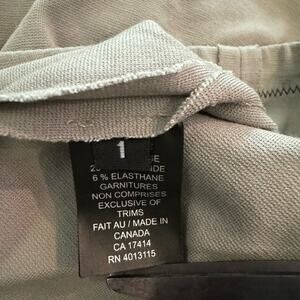 1
6 % ELASTHANE
GARNITURES
NON COMPRISES
EXCLUSIVE OF
TRIMS
FAIT AU / MADE IN
CANADA
CA 17414
RN 4013115